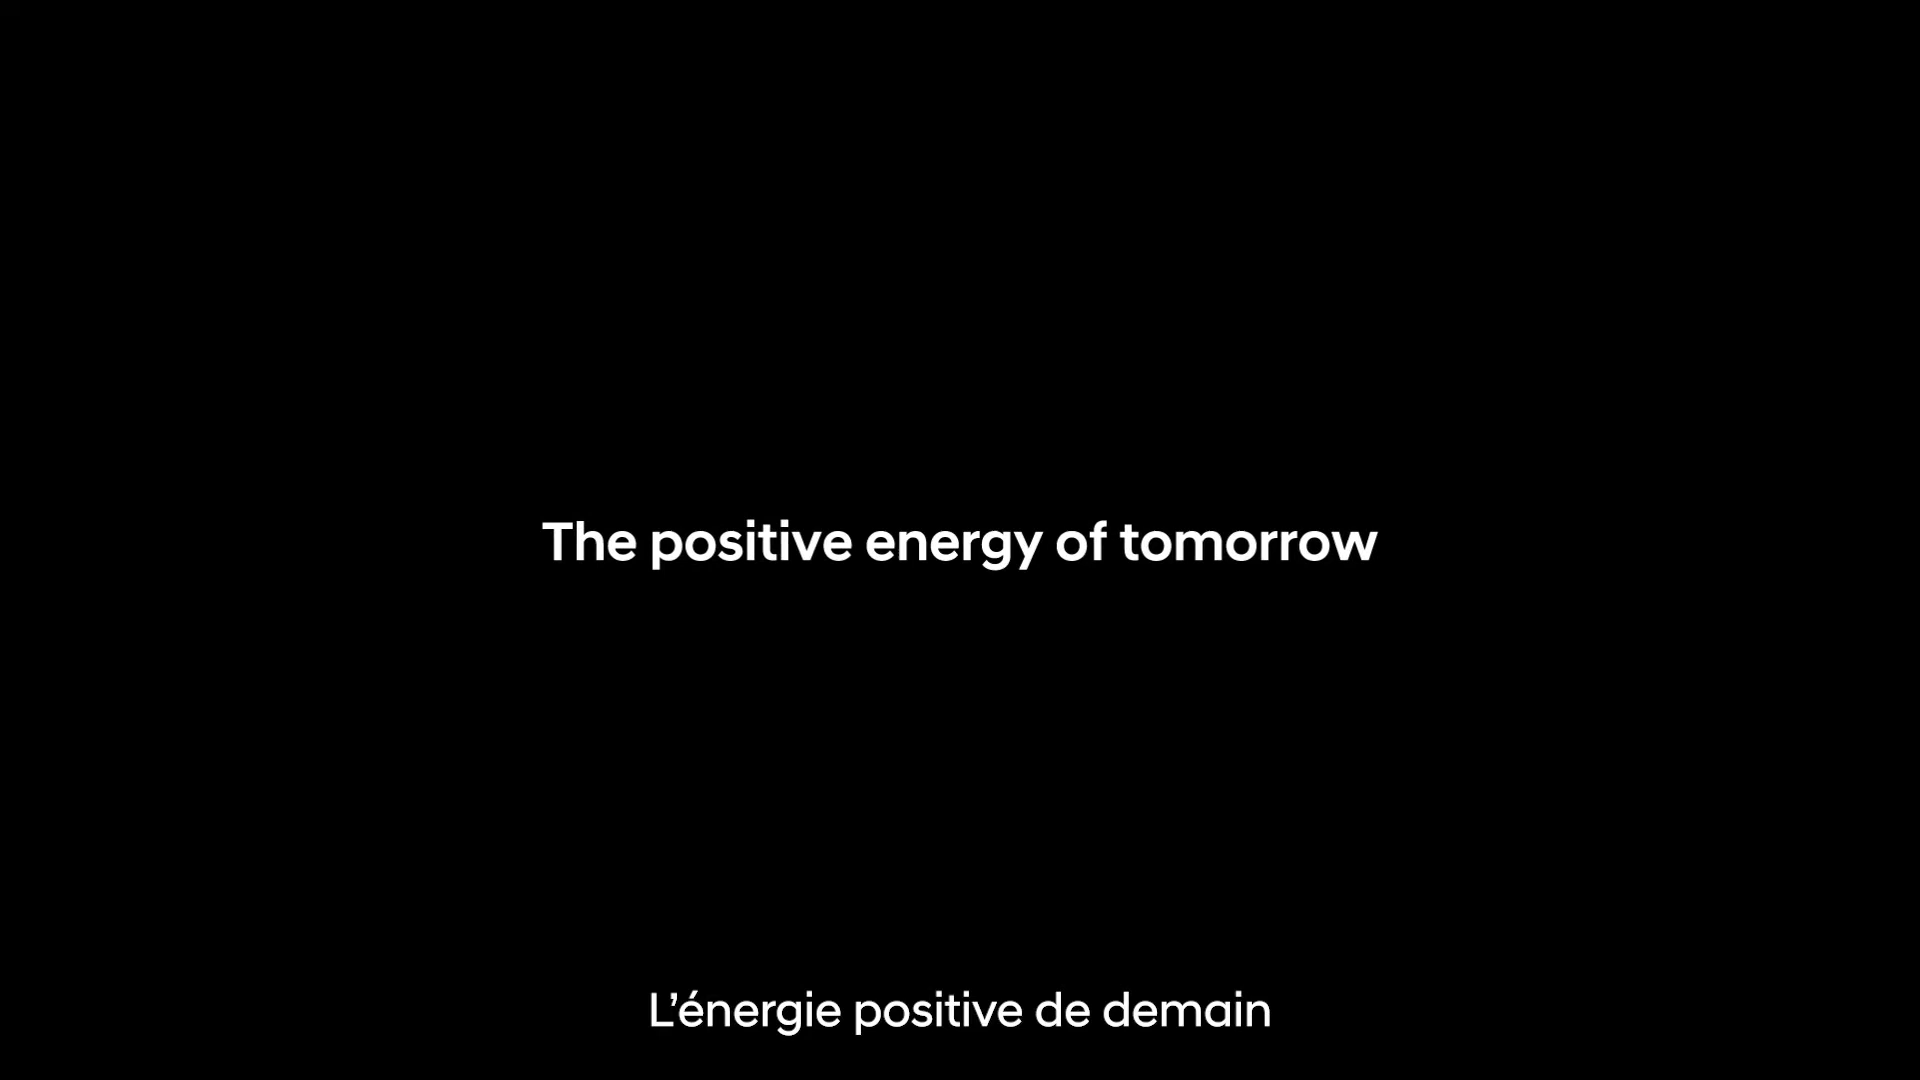 The positive energy of tomorrow
L’énergie positive de demain